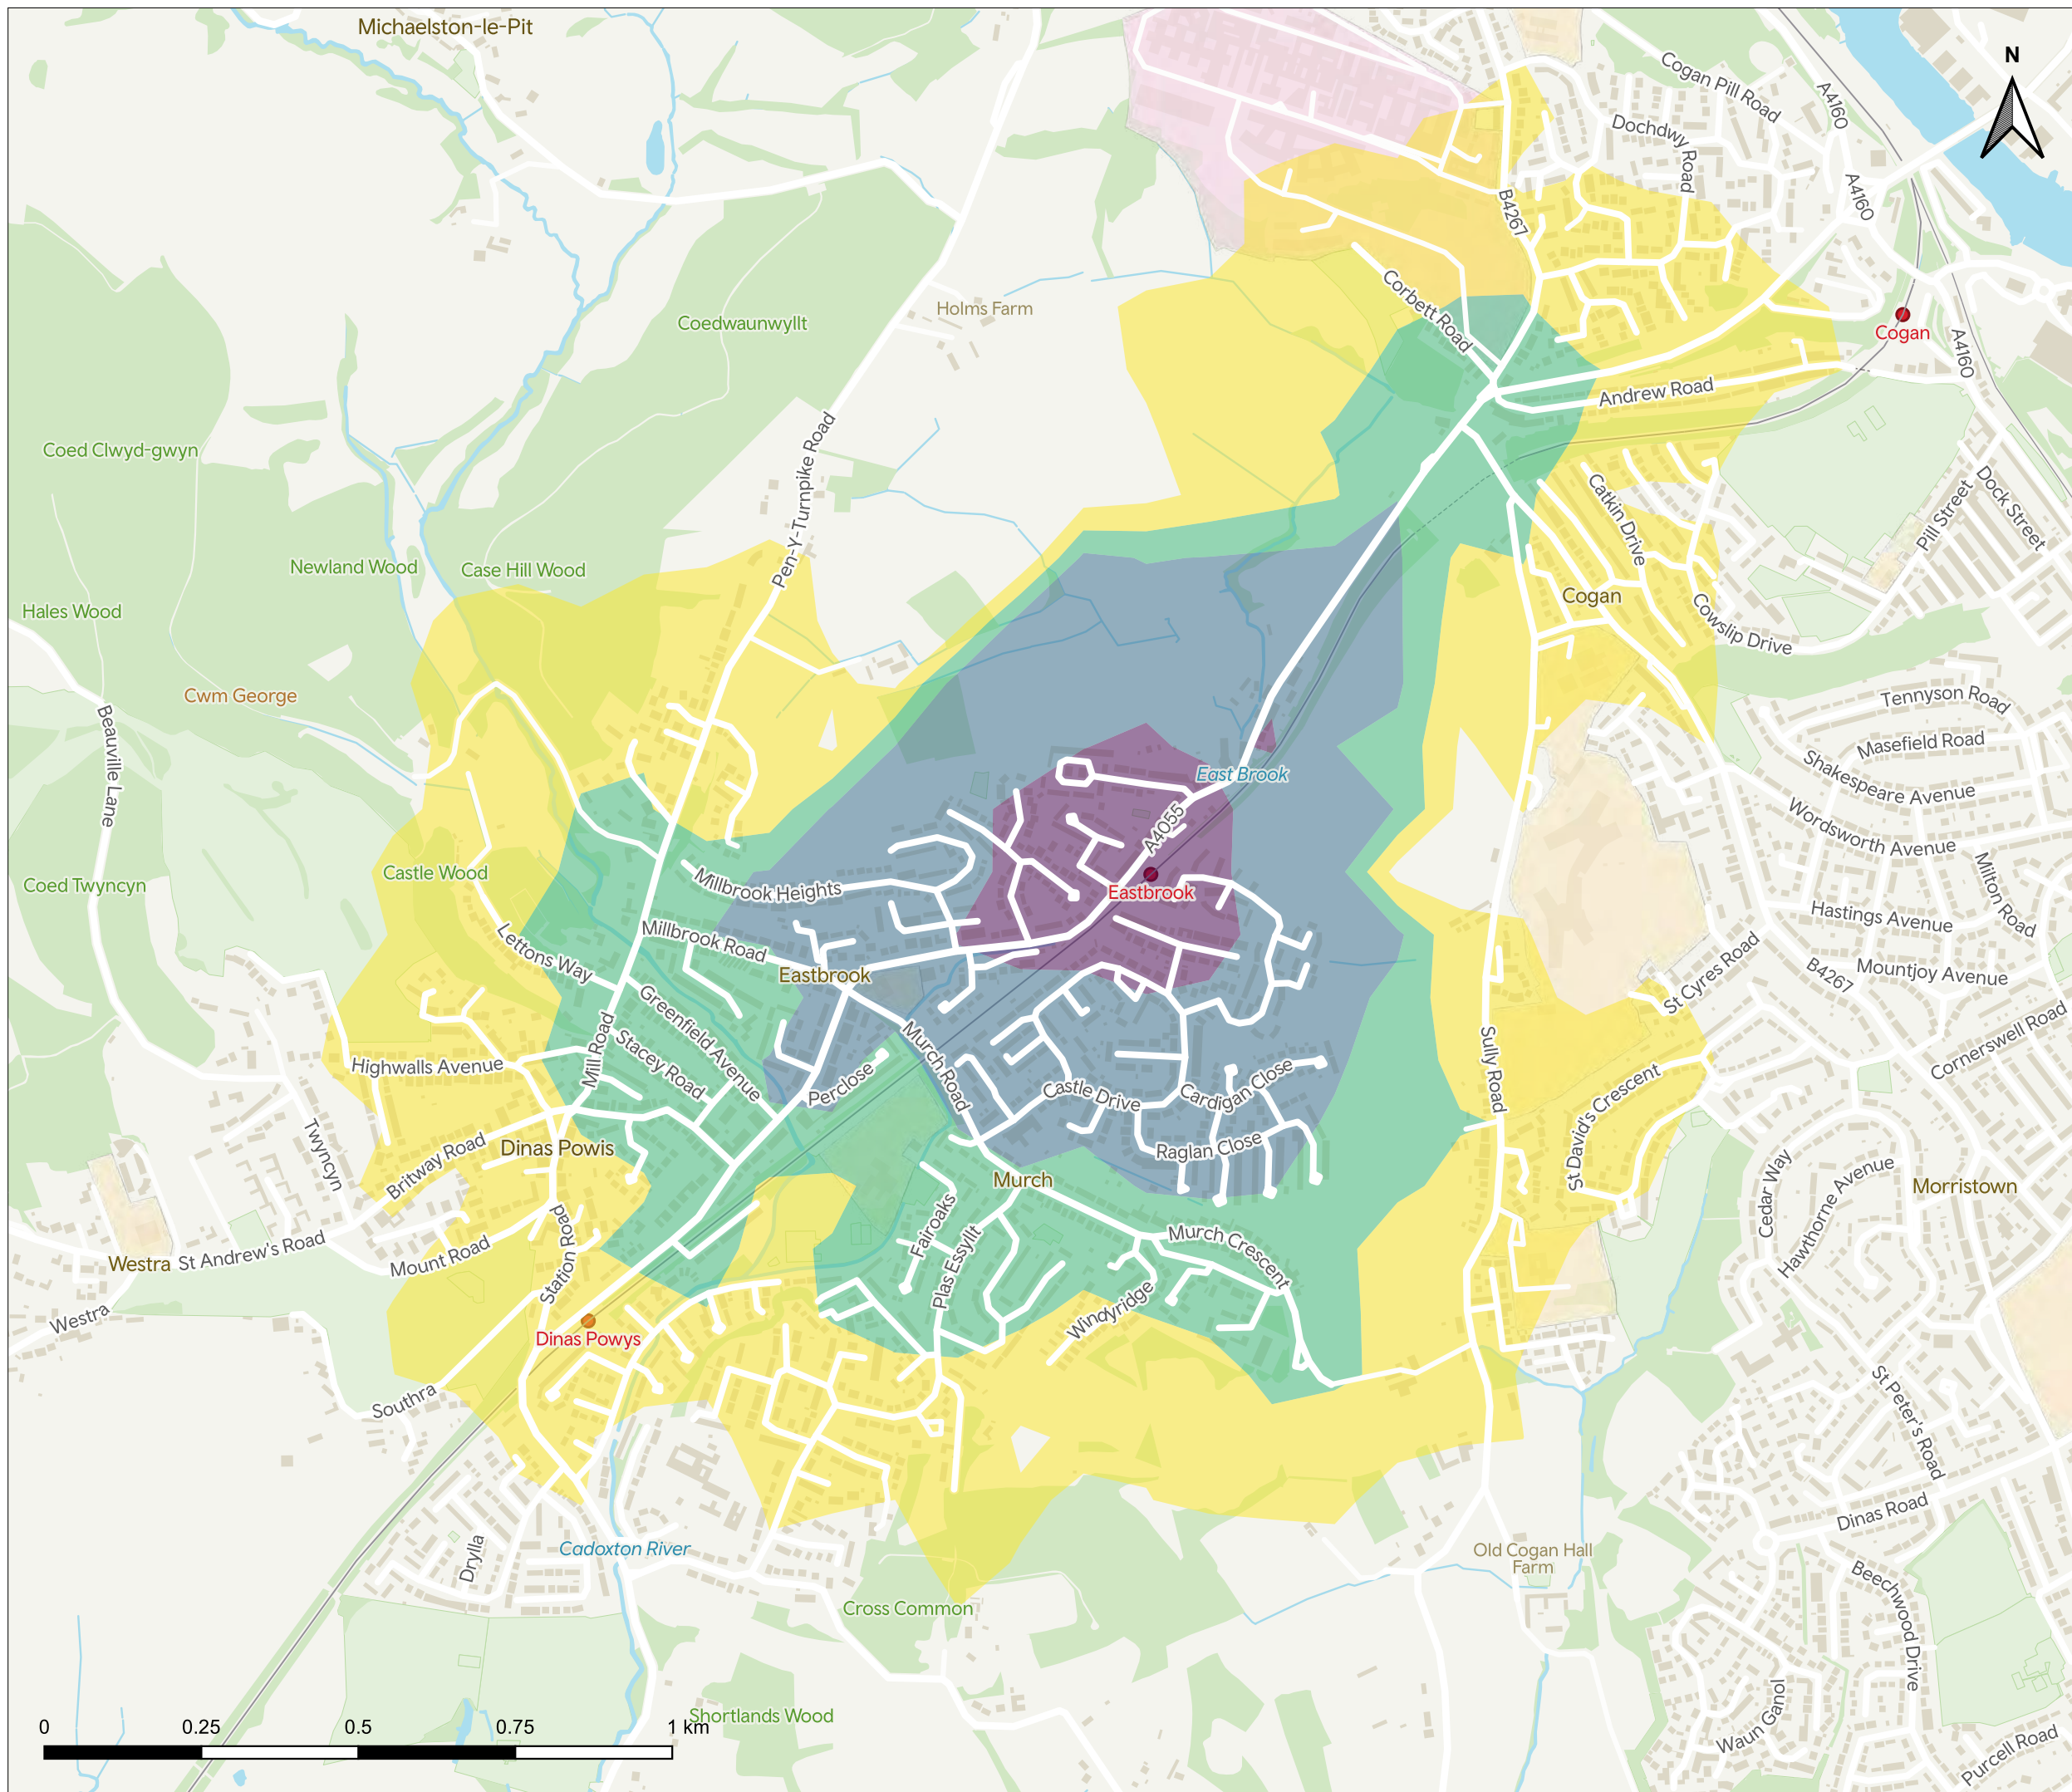 Michaelston-le-Pit
N
Cogan Pill Road
A4160
Dochdwy Road
A4160
B4267
Corbett Road
Holms Farm
Coedwaunwyllt
Cogan
A4160
Andrew Road
Coed Clwyd-gwyn
Pen-Y-Turnpike Road
Catkin Drive
Pill Street
Dock Street
Newland Wood
Case Hill Wood
Hales Wood
Cogan
Cowslip Drive
Cwm George
Beauville Lane
Tennyson Road
Masefield Road
Shakespeare Avenue
Wordsworth Avenue
East Brook
A4055
Castle Wood
Coed Twyncyn
Millbrook Heights
Eastbrook
Milton Road
Hastings Avenue
Lettons Way
Millbrook Road
Eastbrook
St Cyres Road
B4267
Mountjoy Avenue
Greenfield Avenue
Mill Road
Stacey Road
Highwalls Avenue
Murch Road
Perclose
Castle Drive
Cardigan Close
Sully Road
Cornerswell Road
St David's Crescent
Twyncyn
Britway Road
Dinas Powis
Raglan Close
Murch
Cedar Way
Hawthorne Avenue
Morristown
Westra
St Andrew's Road
Mount Road
Station Road
Fairoaks
Plas Essyllt
Murch Crescent
Windyridge
Westra
Dinas Powys
Southra
St Peter's Road
Dinas Road
Drylla
Cadoxton River
Old Cogan Hall
Farm
Beechwood Drive
Cross Common
Shortlands Wood
Waun Ganol
Purcell Road
0 0.25 0.5 0.75 1 km